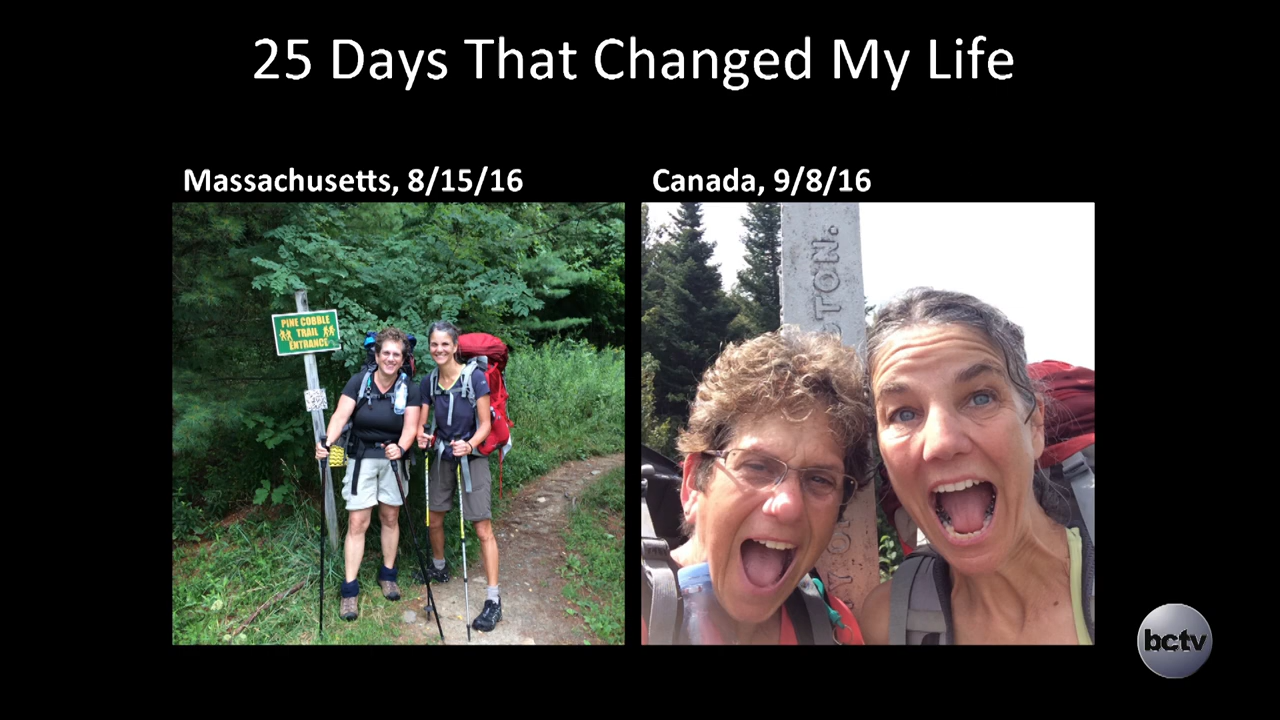 25 Days That Changed My Life
Massachusetts, 8/15/16
Canada, 9/8/16
PINE COBBLE
TRAIL
ENTRANCE
STON.
Y O
bctv